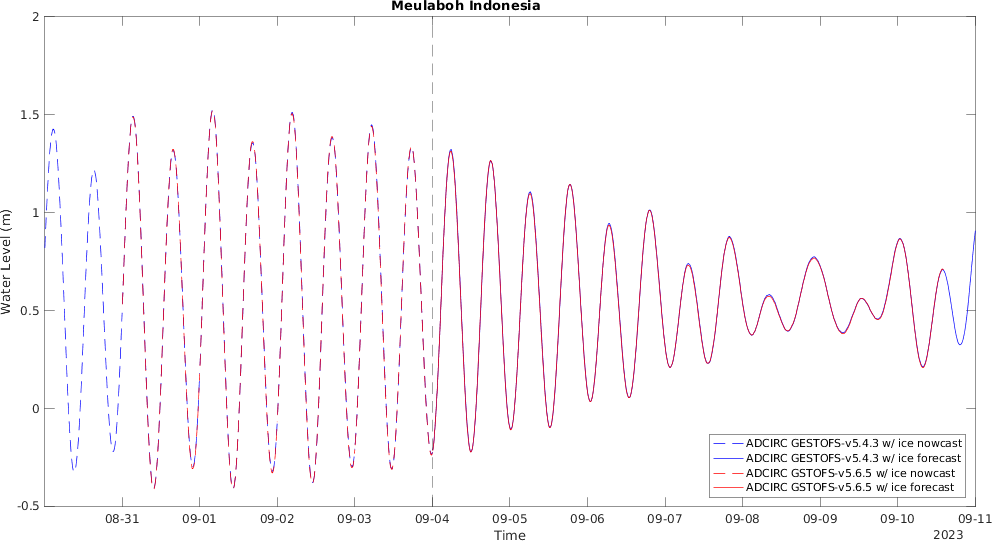 Meulaboh Indonesia
2
1.5
1
0.5
0
-0.5
Water Level (m)
ADCIRC GESTOFS-v5.4.3 w/ ice nowcast
ADCIRC GESTOFS-v5.4.3 w/ ice forecast
ADCIRC GSTOFS-v5.6.5 w/ ice nowcast
ADCIRC GSTOFS-v5.6.5 w/ ice forecast
08-31 09-01 09-02 09-03 09-04 09-05 09-06 09-07 09-08 09-09 09-10 09-11
Time
2023